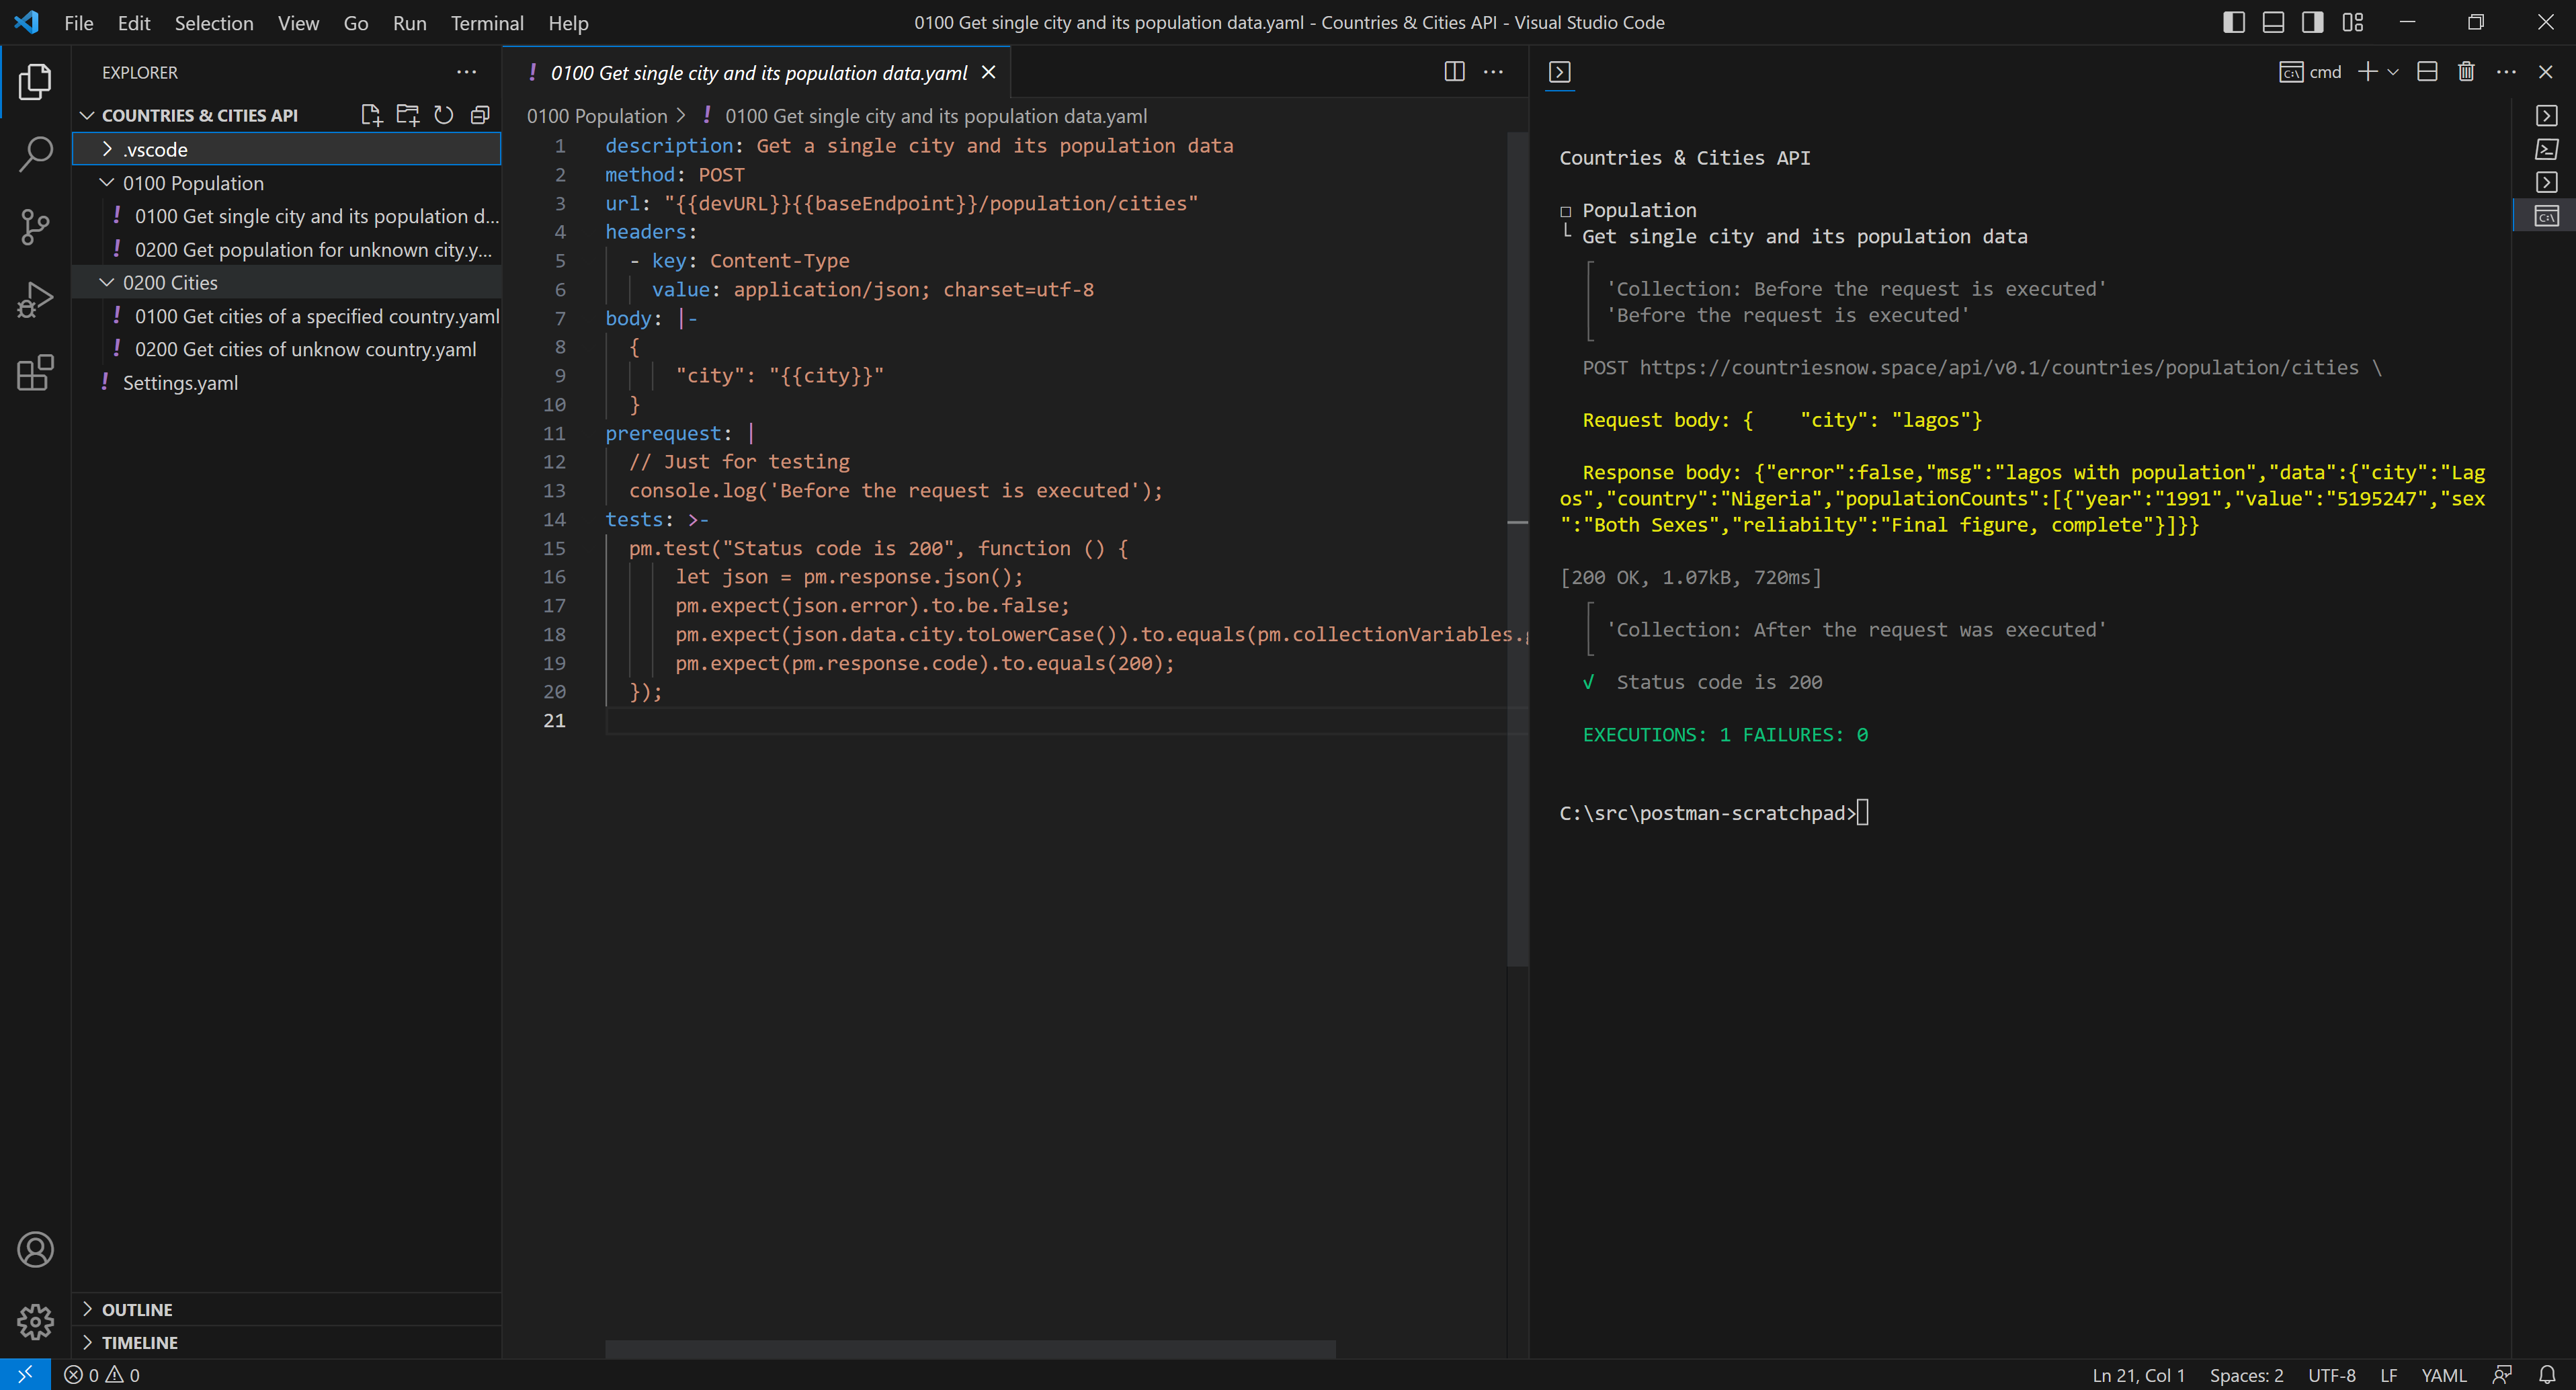 File Edit Selection View Go Run Terminal Help
0100 Get single city and its population data.yaml - Countries & Cities API - Visual Studio Code
EXPLORER
COUNTRIES & CITIES API
.vscode
0100 Population
! 0100 Get single city and its population d...
! 0200 Get population for unknown city.y...
0200 Cities
! 0100 Get cities of a specified country.yaml
! 0200 Get cities of unknow country.yaml
! Settings.yaml
OUTLINE
TIMELINE
! 0100 Get single city and its population data.yaml
0100 Population > ! 0100 Get single city and its population data.yaml
1 description: Get a single city and its population data
2 method: POST
3 url: "{{devURL}}{{baseEndpoint}}/population/cities"
4 headers:
5 - key: Content-Type
6 value: application/json; charset=utf-8
7 body: |-
8 {
9 "city": "{{city}}"
10 }
11 prerequest: |
12 // Just for testing
13 console.log('Before the request is executed');
14 tests: >-
15 pm.test("Status code is 200", function () {
16 let json = pm.response.json();
17 pm.expect(json.error).to.be.false;
18 pm.expect(json.data.city.toLowerCase()).to.equals(pm.collectionVariables.
19 pm.expect(pm.response.code).to.equals(200);
20 });
21
cmd
Countries & Cities API
□ Population
└ Get single city and its population data
'Collection: Before the request is executed'
'Before the request is executed'
POST https://countriesnow.space/api/v0.1/countries/population/cities \
Request body: {    "city": "lagos"}
Response body: {"error":false,"msg":"lagos with population","data":{"city":"Lag
os","country":"Nigeria","populationCounts":[{"year":"1991","value":"5195247","sex
":"Both Sexes","reliabilty":"Final figure, complete"}]}}
[200 OK, 1.07kB, 720ms]
'Collection: After the request was executed'
√ Status code is 200
EXECUTIONS: 1 FAILURES: 0
C:\src\postman-scratchpad>
0 0
Ln 21, Col 1 Spaces: 2 UTF-8 LF YAML